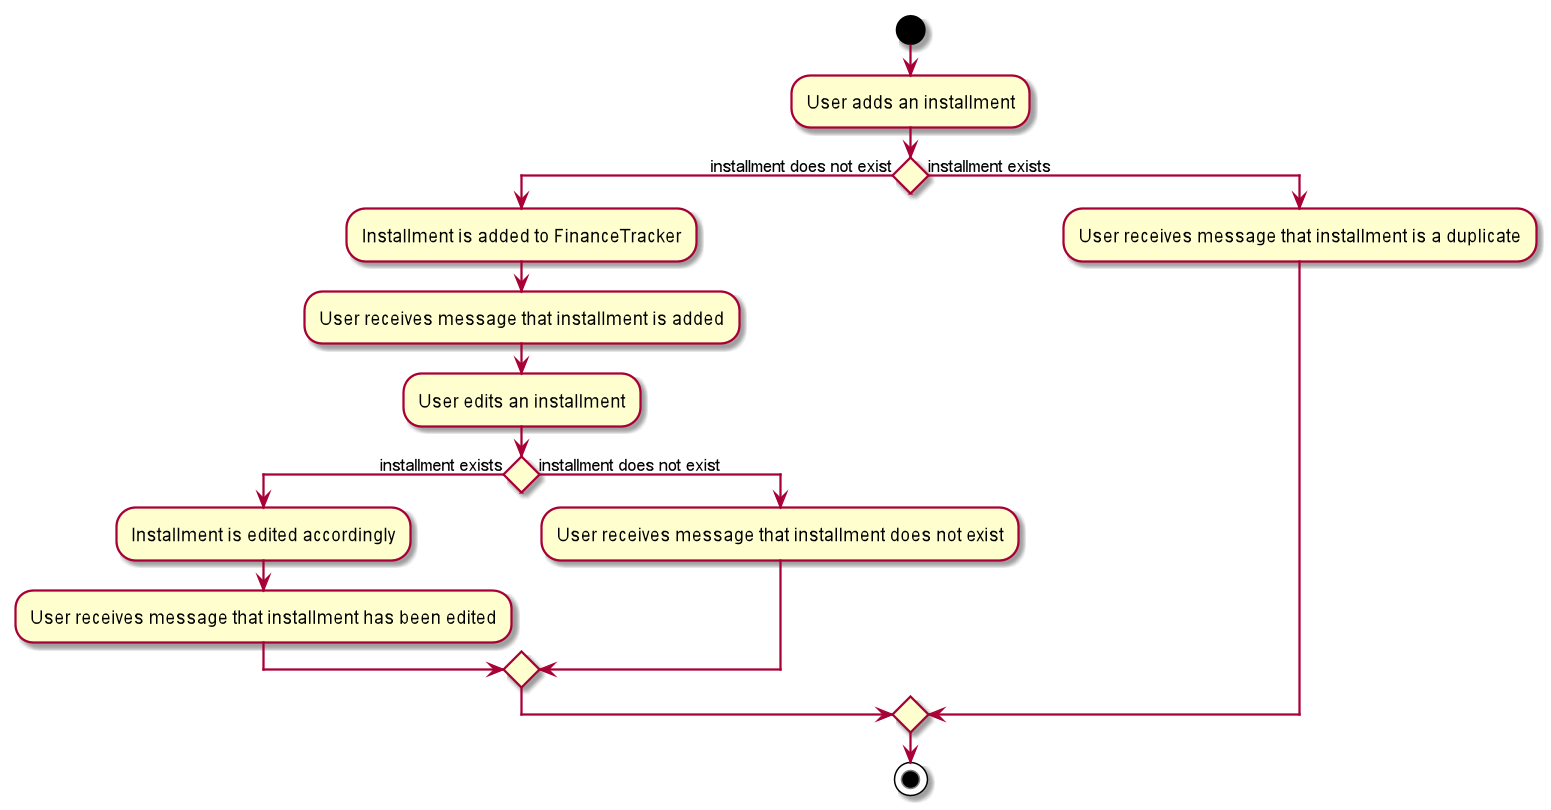 User adds an installment
installment does not exist
installment exists
Installment is added to FinanceTracker
User receives message that installment is a duplicate
User receives message that installment is added
User edits an installment
installment exists
installment does not exist
Installment is edited accordingly
User receives message that installment does not exist
User receives message that installment has been edited